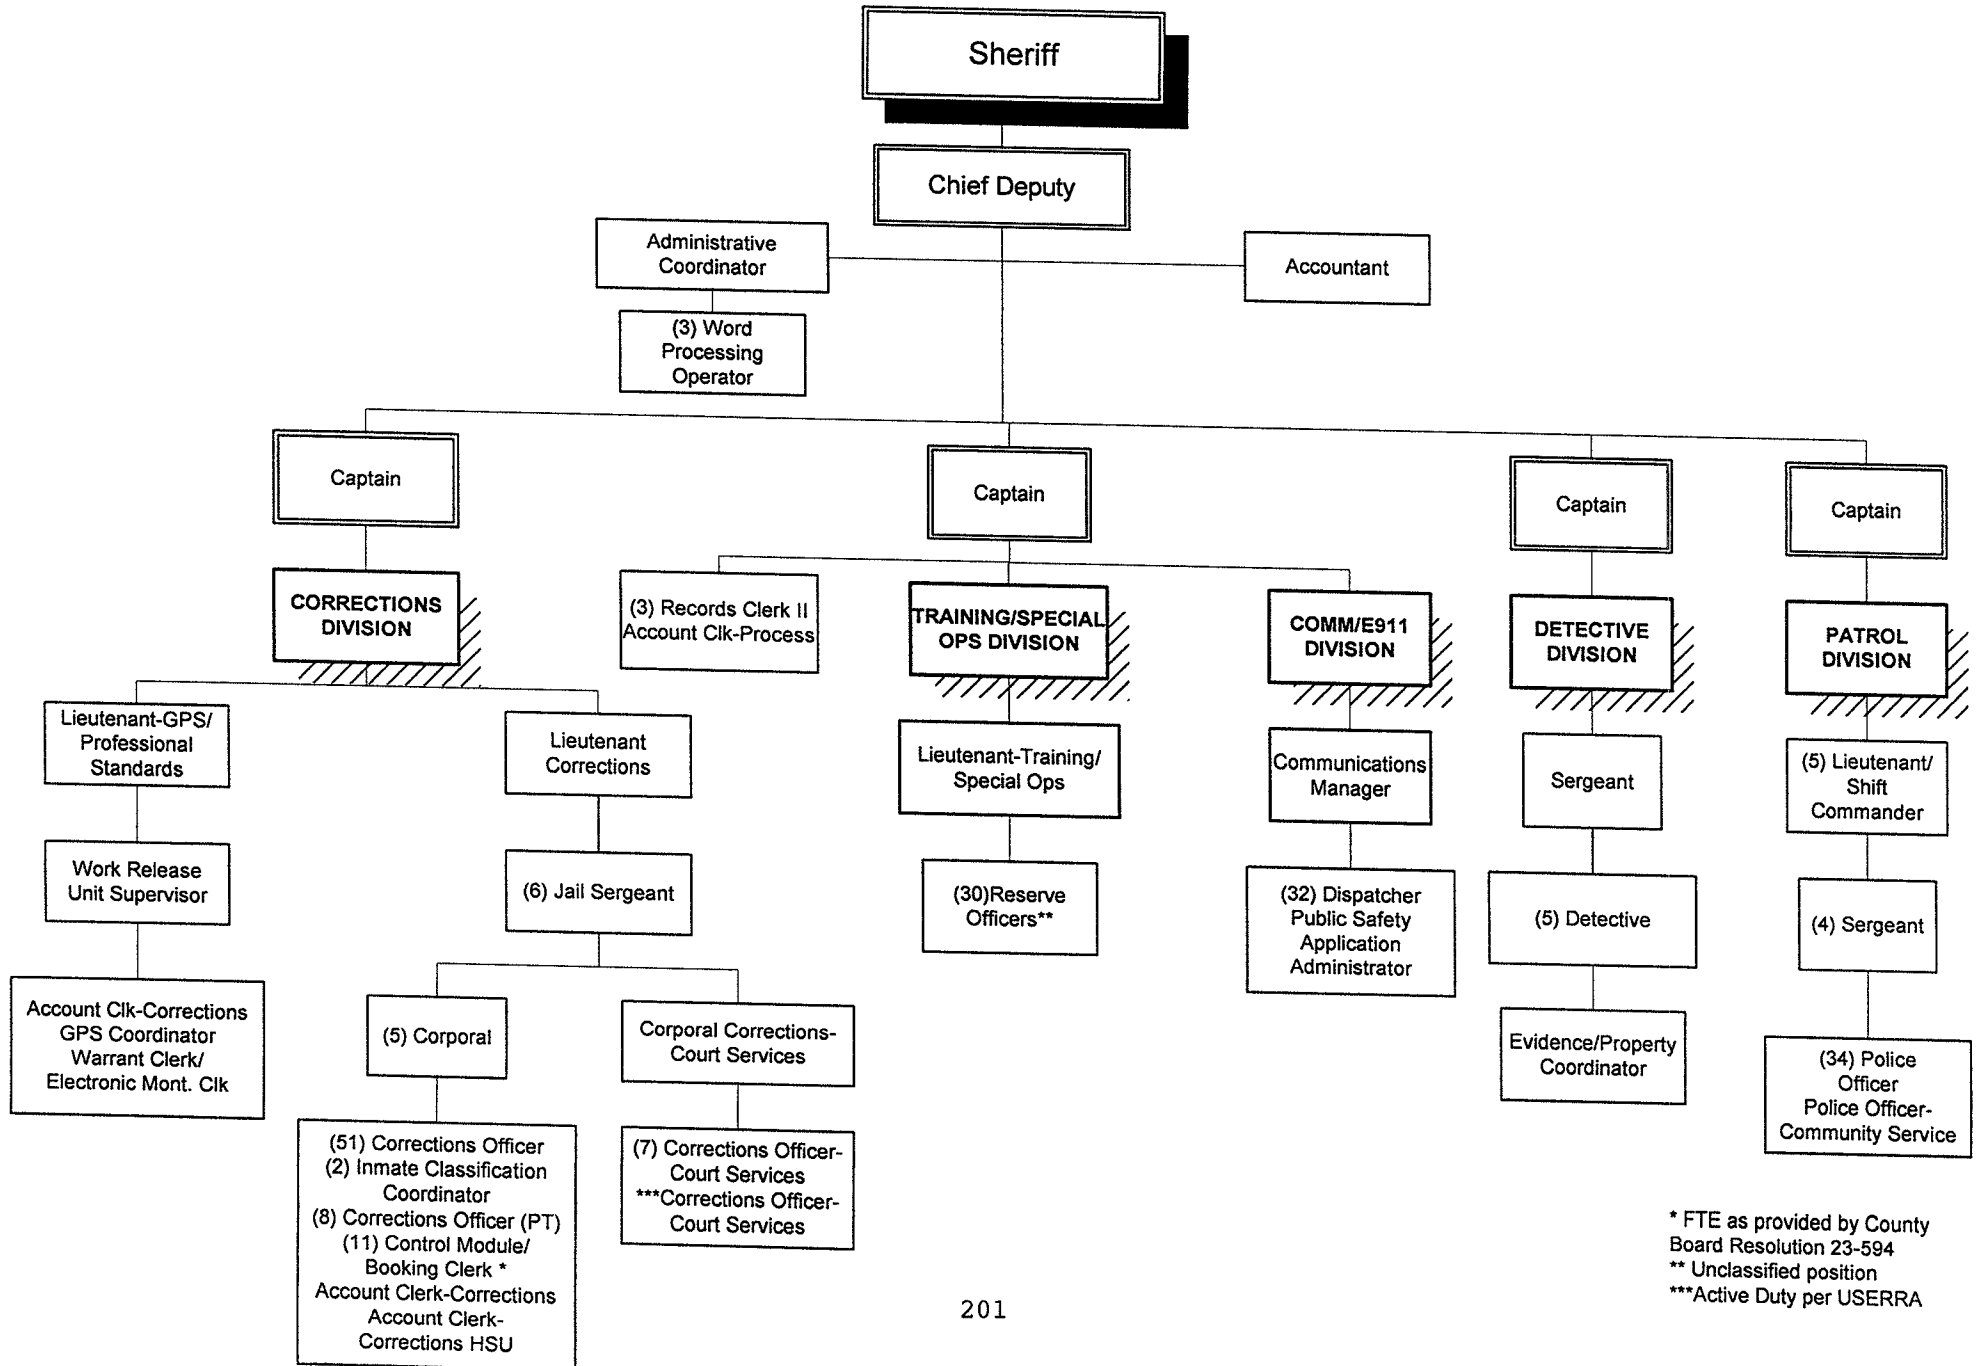 Sheriff
Chief Deputy
Administrative
Coordinator
Accountant
(3) Word
Processing
Operator
Captain
Captain
Captain
Captain
CORRECTIONS
DIVISION
(3) Records Clerk II
Account Clk-Process
TRAINING/SPECIAL
OPS DIVISION
COMM/E911
DIVISION
DETECTIVE
DIVISION
PATROL
DIVISION
Lieutenant-GPS/
Professional
Standards
Lieutenant
Corrections
Lieutenant-Training/
Special Ops
Communications
Manager
Sergeant
(5) Lieutenant/
Shift
Commander
Work Release
Unit Supervisor
(6) Jail Sergeant
(30)Reserve
Officers**
(32) Dispatcher
Public Safety
Application
Administrator
(5) Detective
(4) Sergeant
Account Clk-Corrections
GPS Coordinator
Warrant Clerk/
Electronic Mont. Clk
(5) Corporal
Corporal Corrections-
Court Services
Evidence/Property
Coordinator
(34) Police
Officer
Police Officer-
Community Service
(51) Corrections Officer
(2) Inmate Classification
Coordinator
(8) Corrections Officer (PT)
(11) Control Module/
Booking Clerk *
Account Clerk-Corrections
Account Clerk-
Corrections HSU
(7) Corrections Officer-
Court Services
***Corrections Officer-
Court Services
* FTE as provided by County
Board Resolution 23-594
** Unclassified position
***Active Duty per USERRA
201